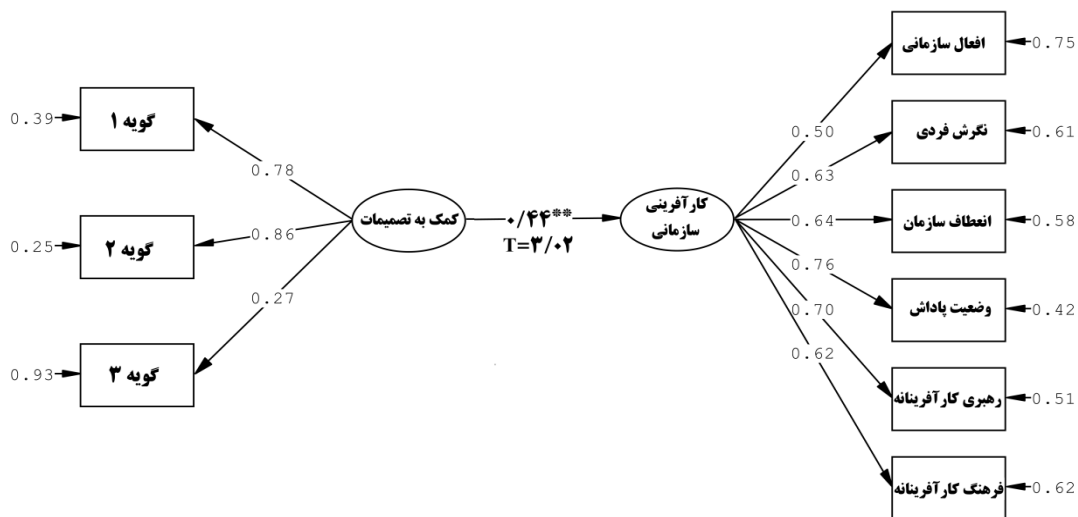 افعال سازمانی
0.75
0.50
0.39
گویه ۱
0.78
نگرش فردی
0.61
0.63
0.25
گویه 2
0.86
کمک به تصمیمات
۰/۴۴**
T=۳/۰۲
کارآفرینی
سازمانی
0.64
انعطاف سازمان
0.58
0.76
وضعیت پاداش
0.42
0.93
گویه ۳
0.27
0.70
رهبری کارآفرینانه
0.51
0.62
فرهنگ کارآفرینانه
0.62